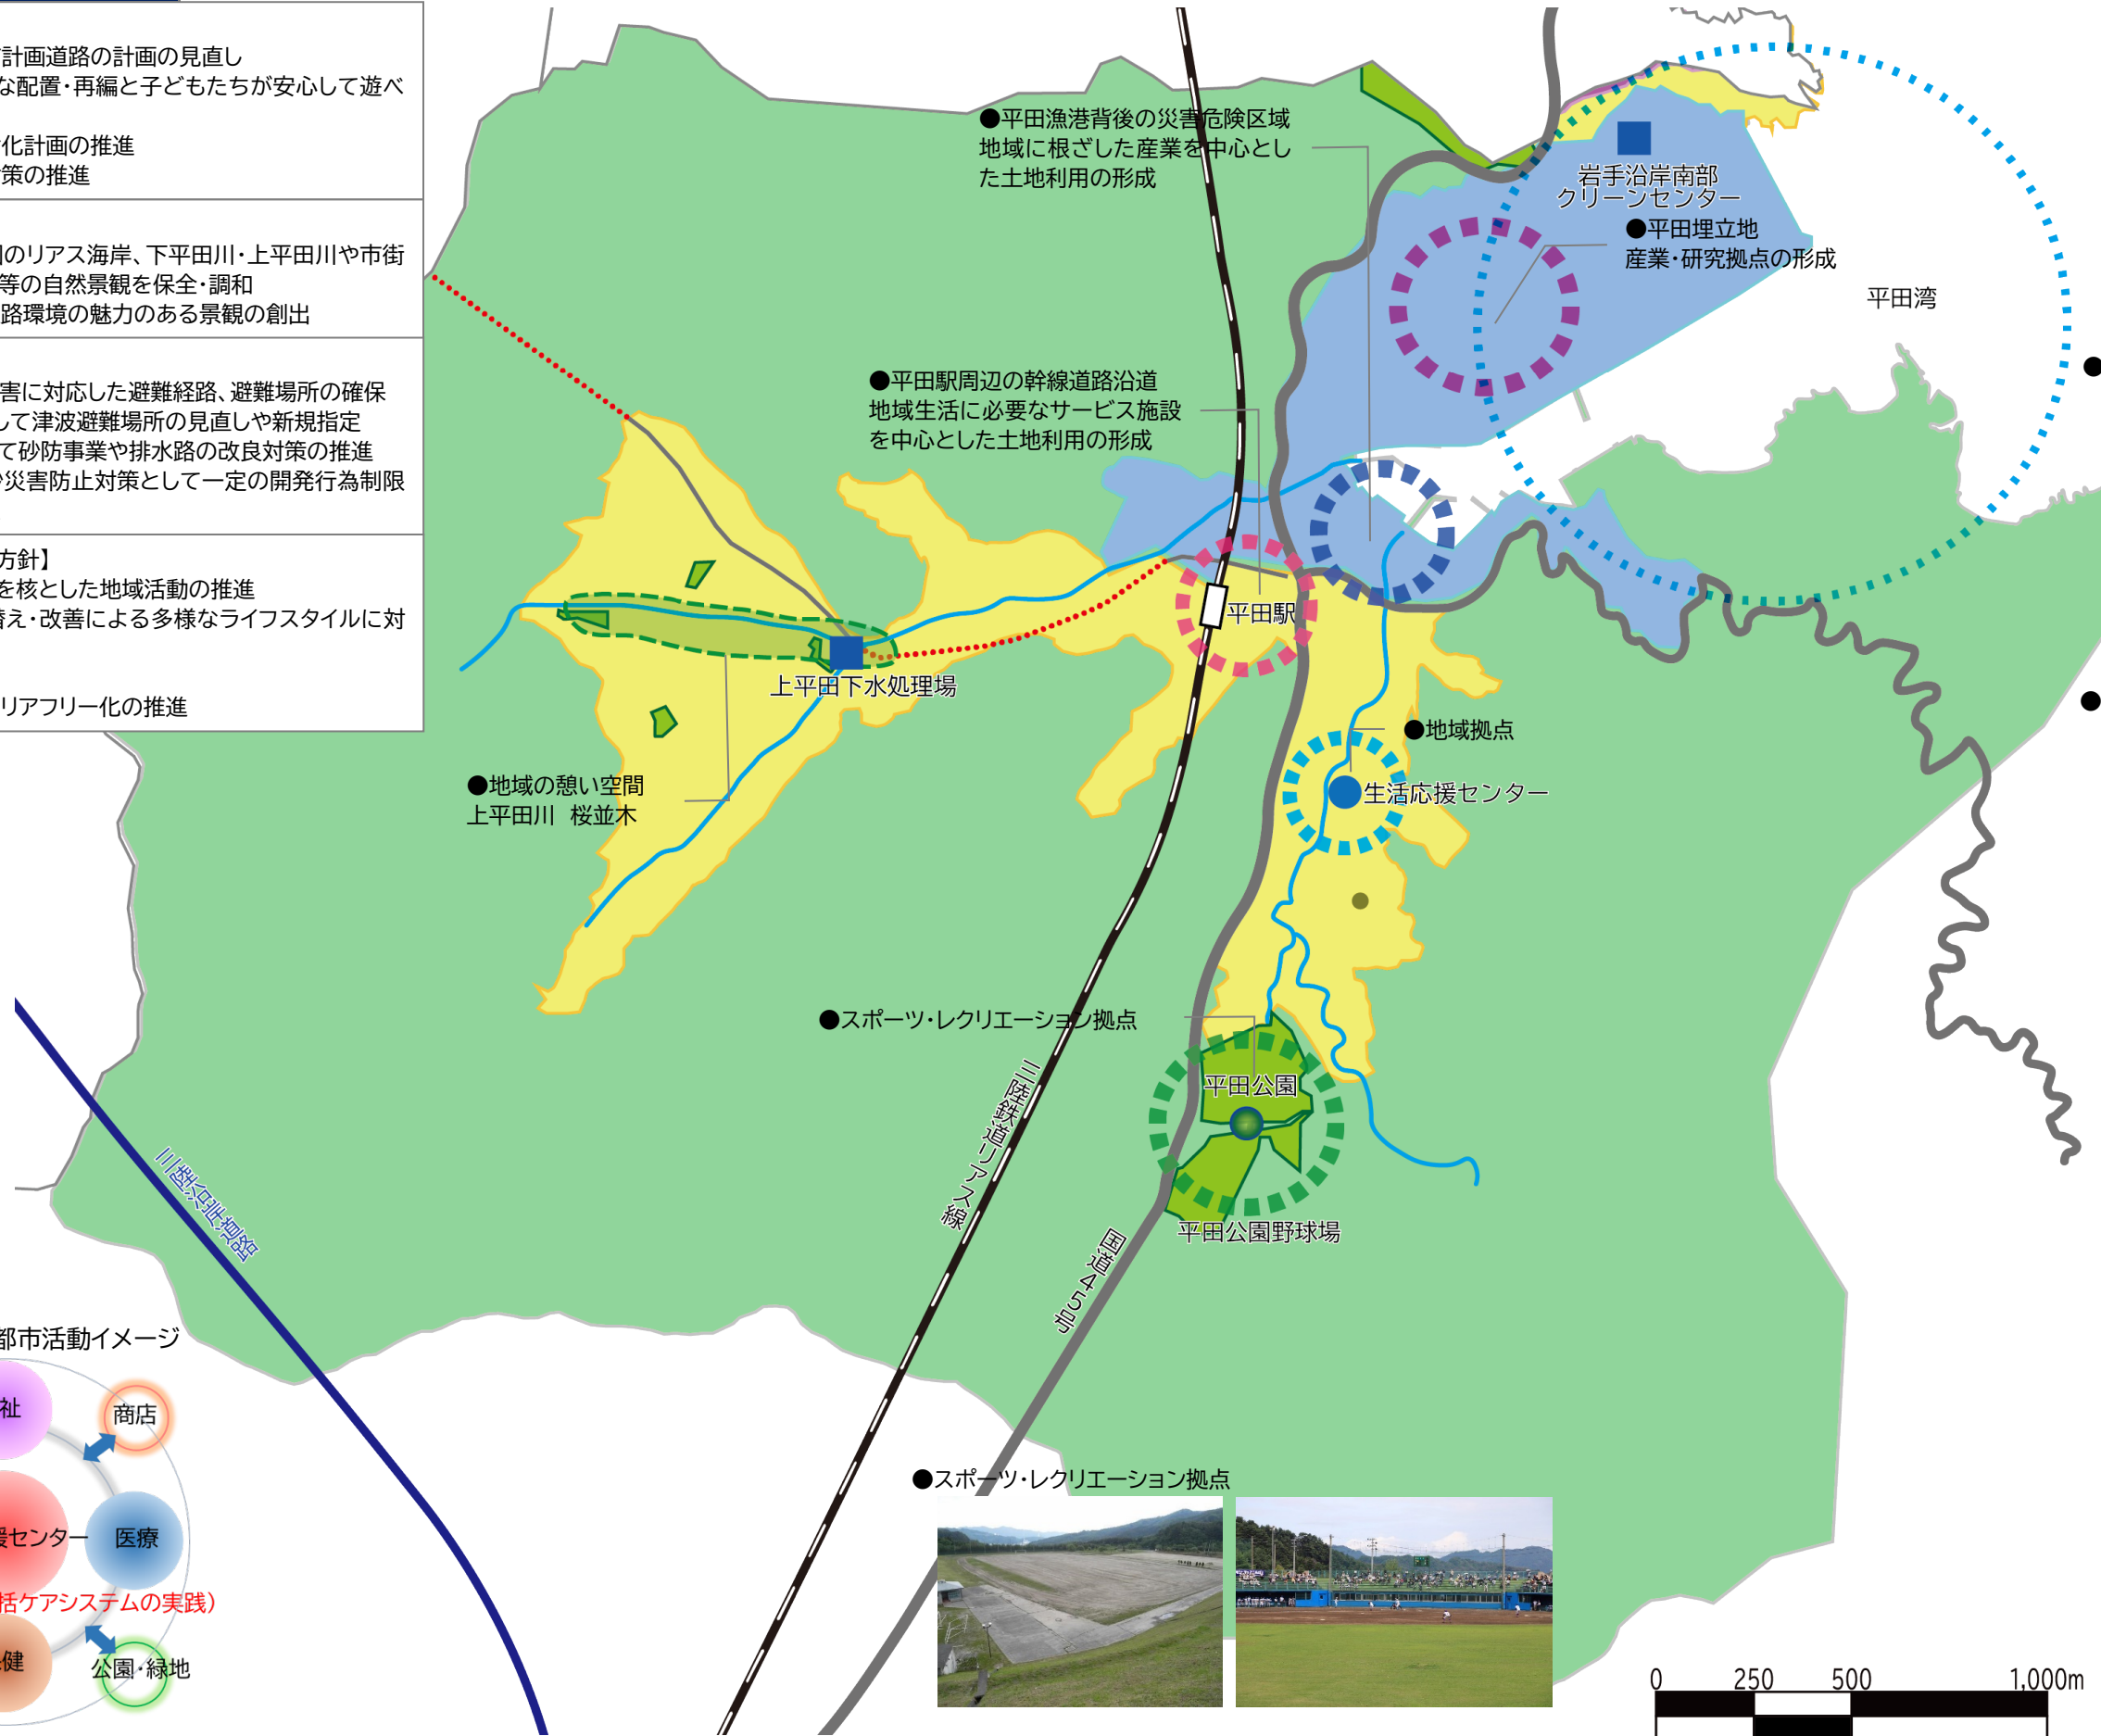 計画道路の計画の見直し
な配置・再編と子どもたちが安心して遊べ
化計画の推進
策の推進
のリアス海岸、下平田川・上平田川や市街
等の自然景観を保全・調和
路環境の魅力のある景観の創出
害に対応した避難経路、避難場所の確保
して津波避難場所の見直しや新規指定
て砂防事業や排水路の改良対策の推進
災害防止対策として一定の開発行為制限
方針】
を核とした地域活動の推進
替え・改善による多様なライフスタイルに対
リアフリー化の推進
●平田漁港背後の災害危険区域
地域に根ざした産業を中心とし
た土地利用の形成
岩手沿岸南部
クリーンセンター
●平田埋立地
産業・研究拠点の形成
平田湾
●平田駅周辺の幹線道路沿道
地域生活に必要なサービス施設
を中心とした土地利用の形成
平田駅
上平田下水処理場
●地域拠点
生活応援センター
●地域の憩い空間
上平田川 桜並木
●スポーツ・レクリエーション拠点
平田公園
平田公園野球場
三陸鉄道リアス線
三陸沿岸道路
国道45号
都市活動イメージ
祉
商店
援センター
医療
括ケアシステムの実践）
健
公園・緑地
●スポーツ・レクリエーション拠点
0 250 500 1,000m